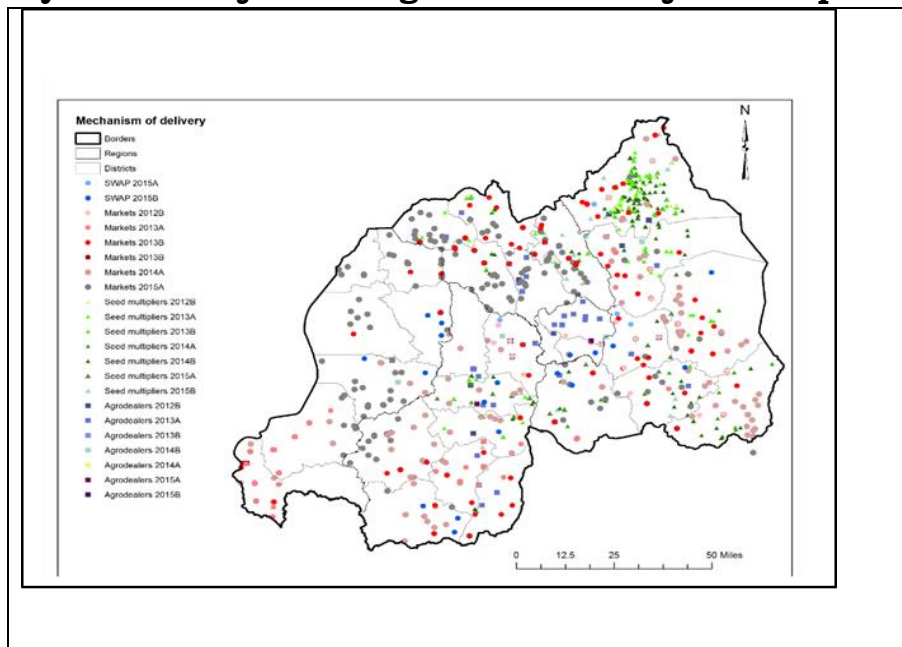 Mechanism of delivery
Borders
Regions
Districts
SWAP 2015A
SWAP 2015B
Markets 2012B
Markets 2013A
Markets 2013B
Markets 2013B
Markets 2014A
Markets 2015A
Seed multipliers 2012B
Seed multipliers 2013A
Seed multipliers 2013B
Seed multipliers 2014A
Seed multipliers 2014B
Seed multipliers 2015A
Seed multipliers 2015B
Agrodealers 2012B
Agrodealers 2013A
Agrodealers 2013B
Agrodealers 2014B
Agrodealers 2014A
Agrodealers 2015A
Agrodealers 2015B
N
0 12.5 25 50 Miles